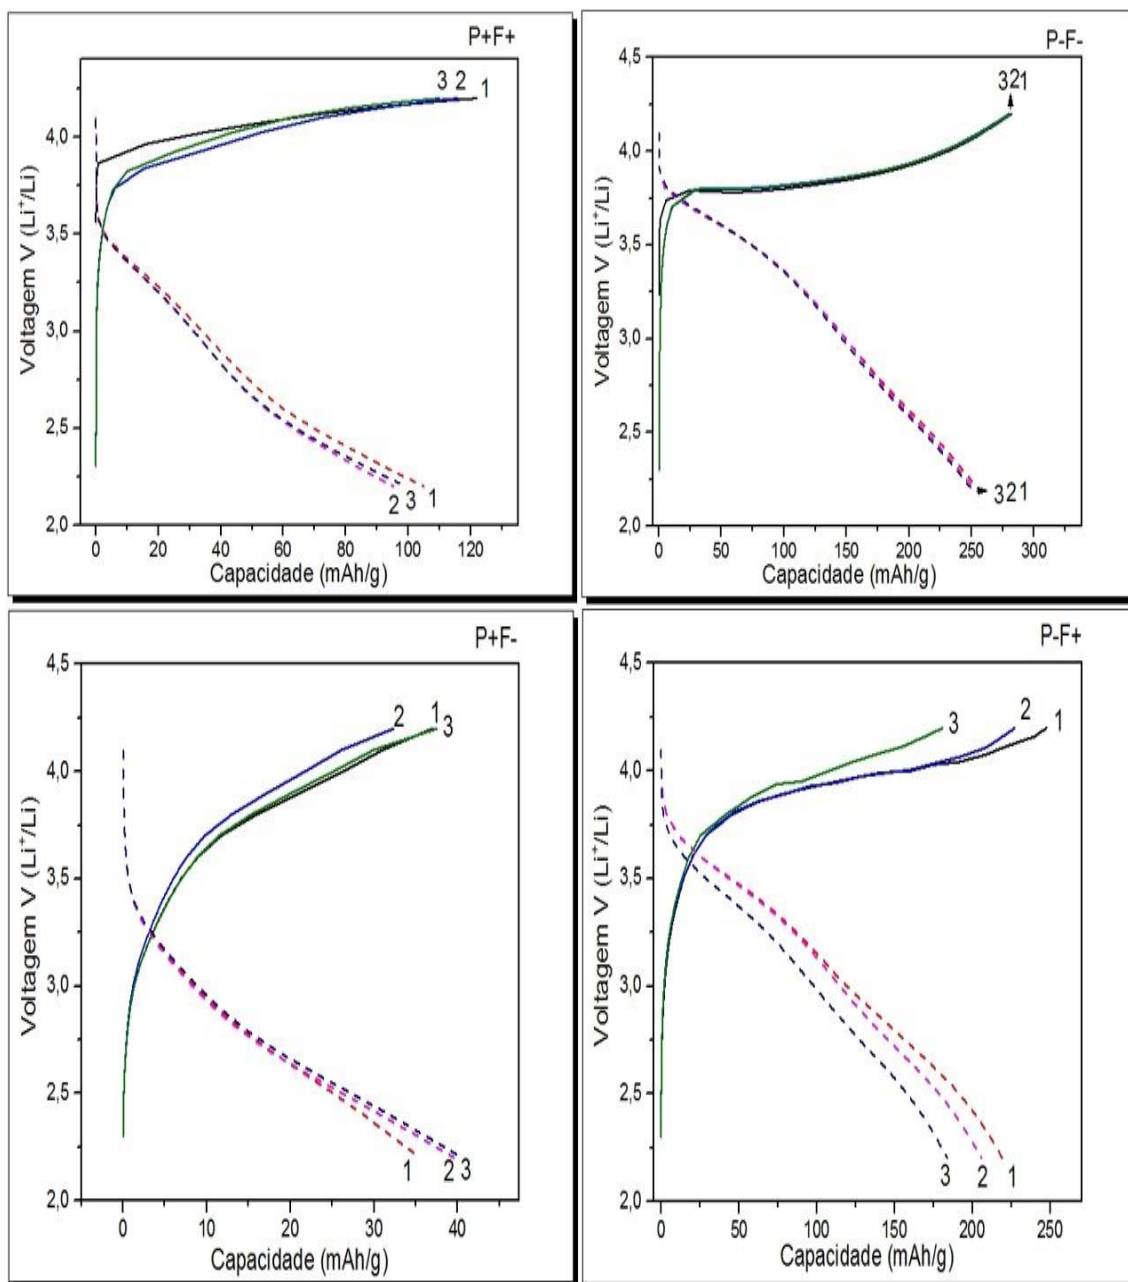 P+F+
4,0
3,5
3,0
2,5
2,0
Voltagem V (Li+/Li)
3 2 1
2 3 1
0 20 40 60 80 100 120
Capacidade (mAh/g)
P-F-
4,5
4,0
3,5
3,0
2,5
2,0
Voltagem V (Li+/Li)
321
321
0 50 100 150 200 250 300
Capacidade (mAh/g)
P+F-
4,5
4,0
3,5
3,0
2,5
2,0
Voltagem V (Li+/Li)
2 1
3
1 2 3
0 10 20 30 40
Capacidade (mAh/g)
P-F+
4,5
4,0
3,5
3,0
2,5
2,0
Voltagem V (Li+/Li)
3 2 1
3 2 1
0 50 100 150 200 250
Capacidade (mAh/g)